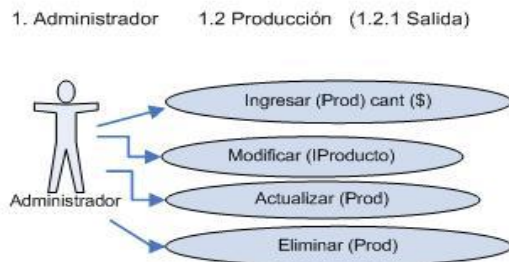 1. Administrador 1.2 Producción (1.2.1 Salida)
Ingresar (Prod) cant ($)
Modificar (IProducto)
Actualizar (Prod)
Administrador
Eliminar (Prod)